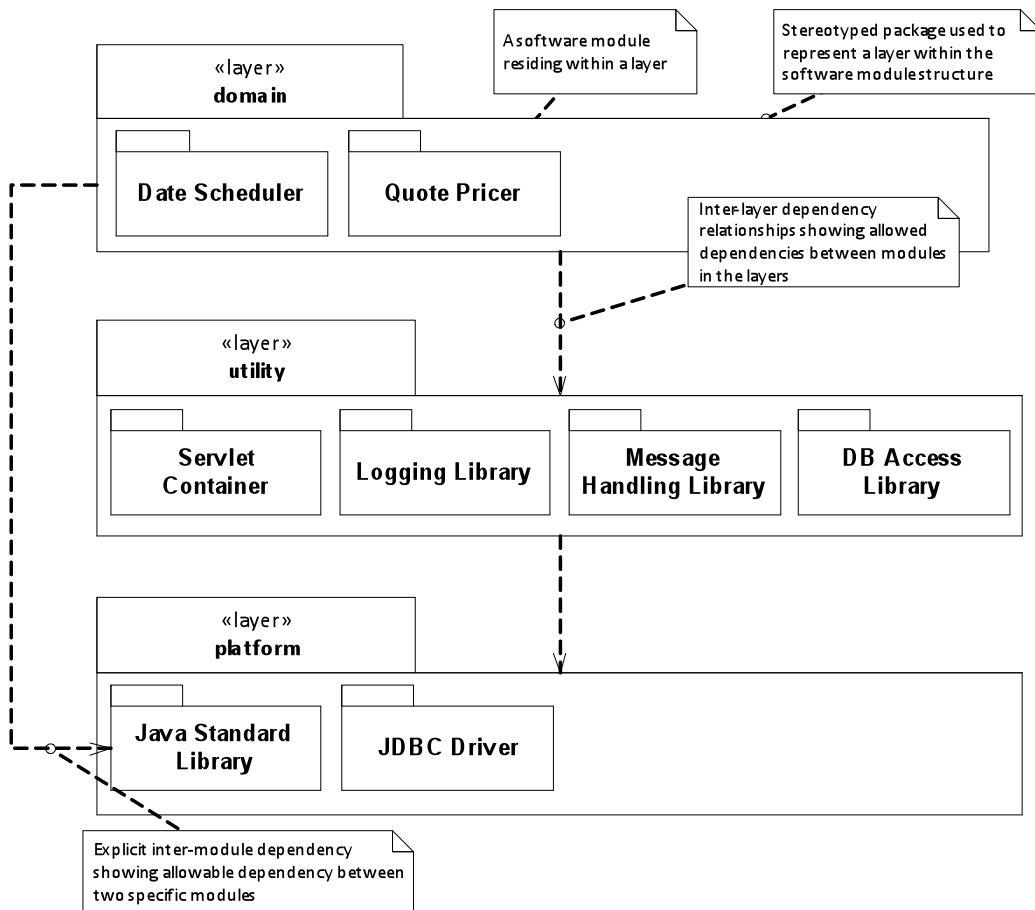 A software module
residing within a layer
Stereotyped package used to
represent a layer within the
software module structure
«layer»
domain
Date Scheduler
Quote Pricer
Inter-layer dependency
relationships showing allowed
dependencies between modules
in the layers
«layer»
utility
Servlet
Container
Logging Library
Message
Handling Library
DB Access
Library
«layer»
platform
Java Standard
Library
JDBC Driver
Explicit inter-module dependency
showing allowable dependency between
two specific modules